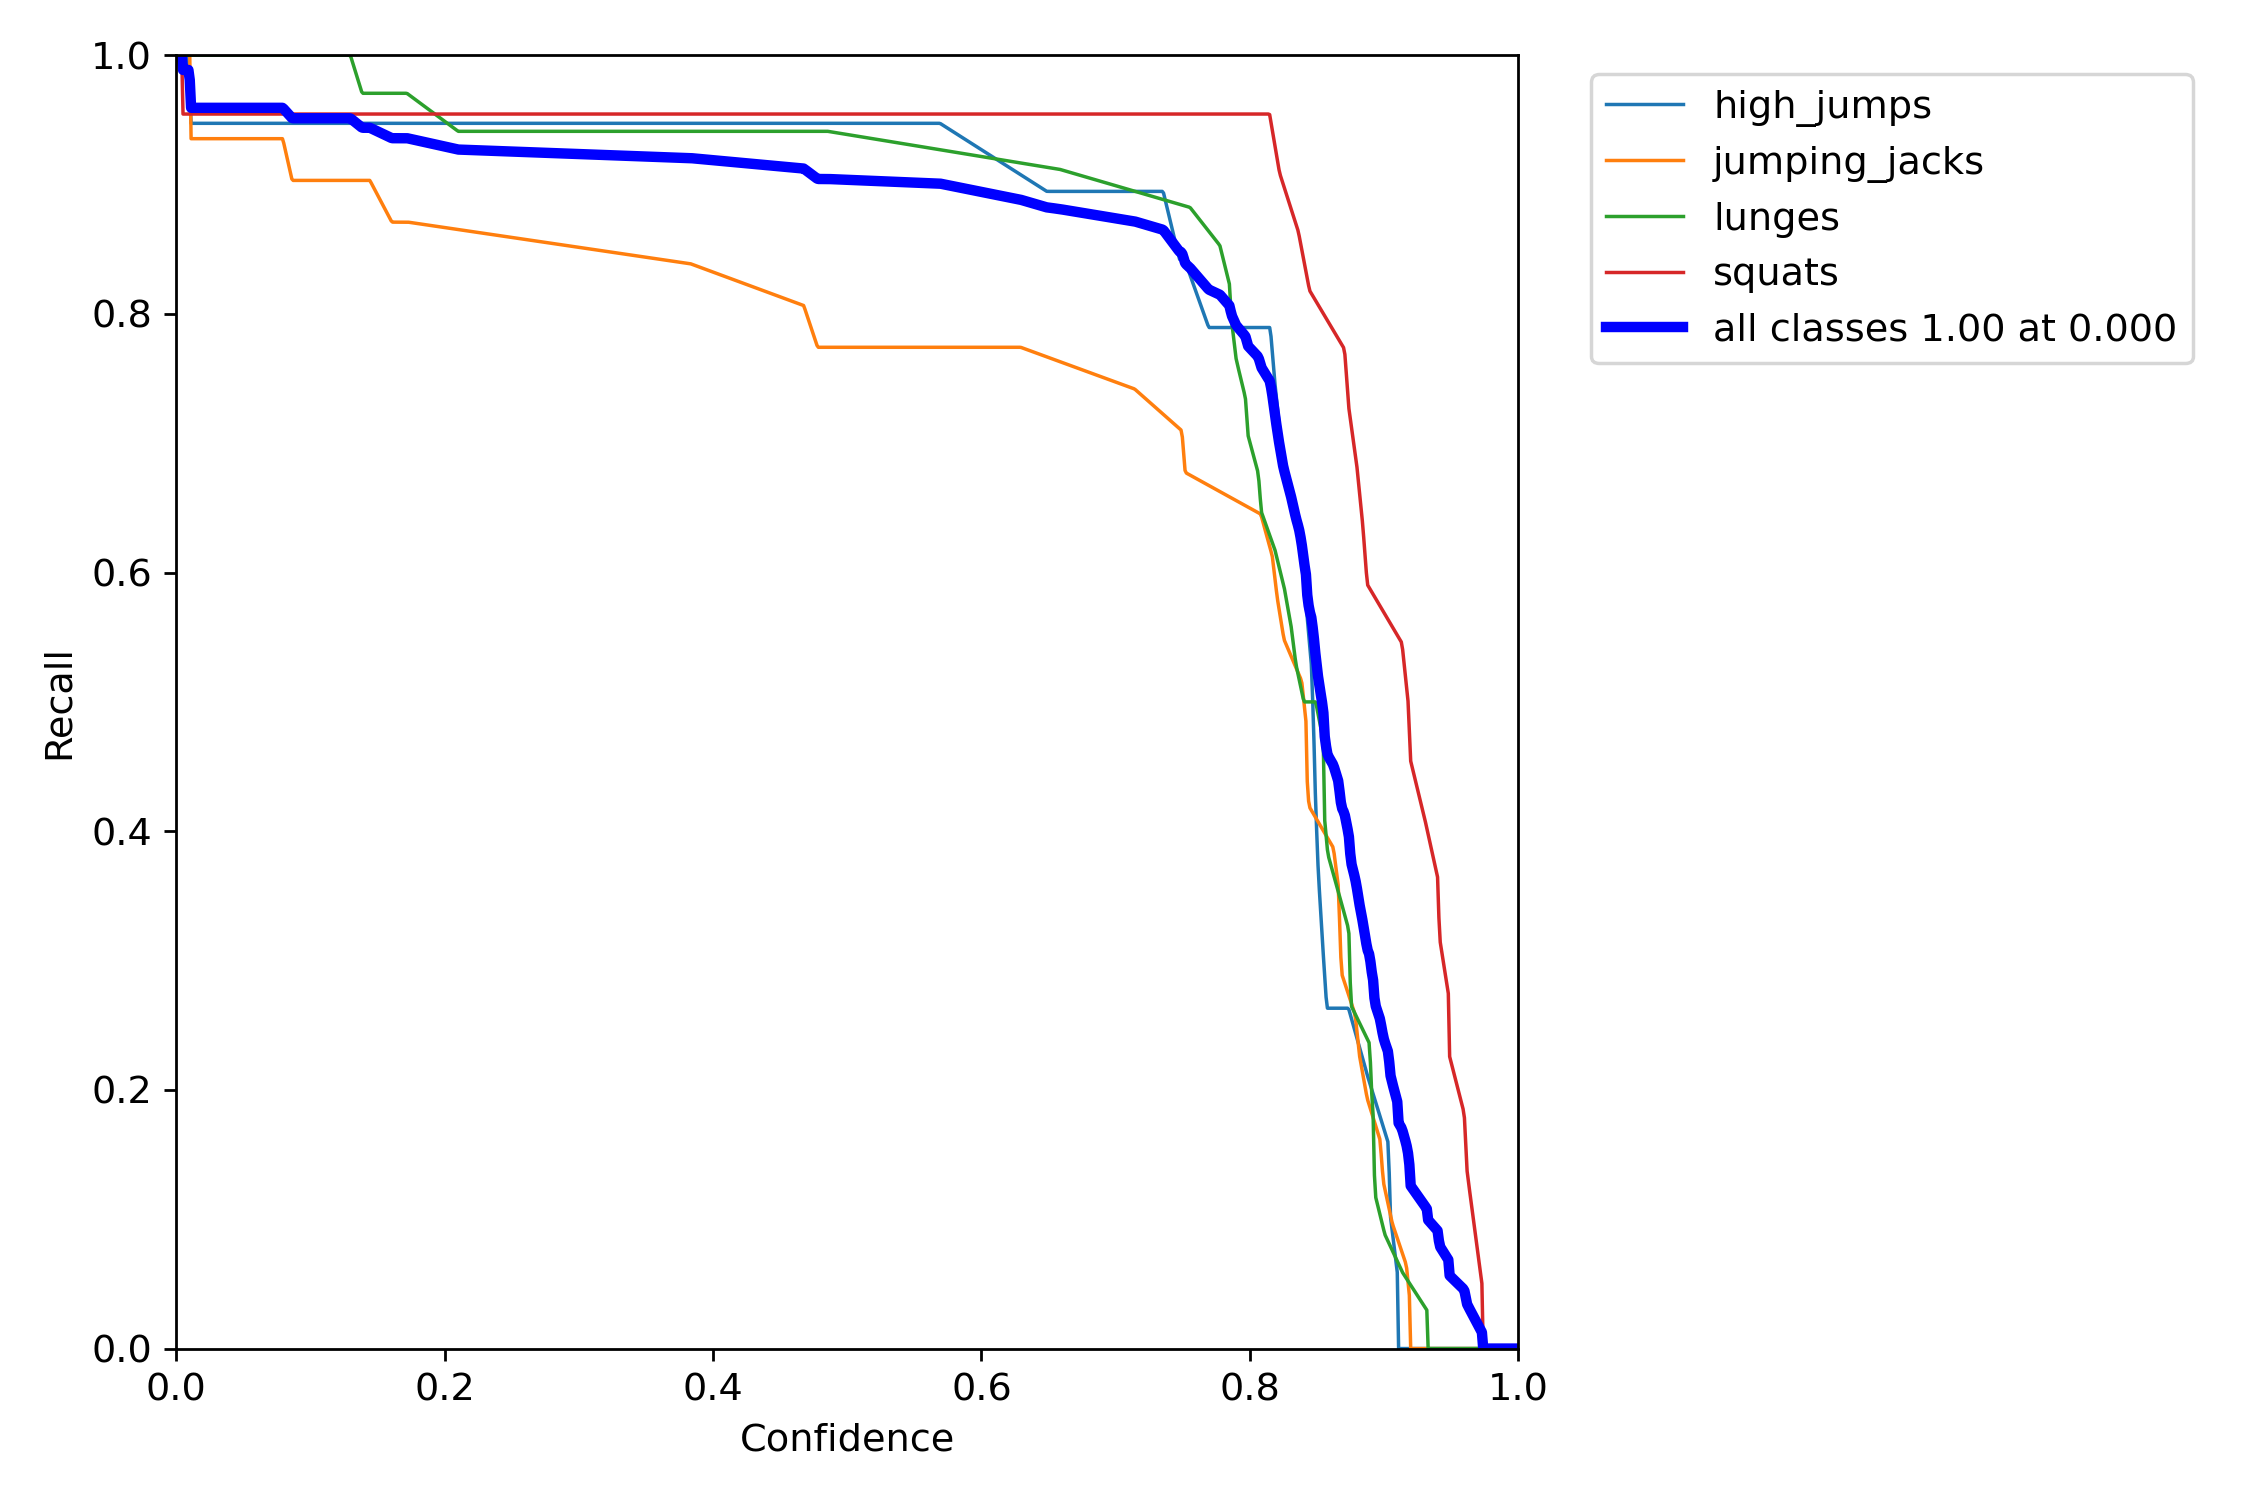 1.0
0.8
0.6
0.4
0.2
0.0
Recall
0.0 0.2 0.4 0.6 0.8 1.0
Confidence
high_jumps
jumping_jacks
lunges
squats
all classes 1.00 at 0.000